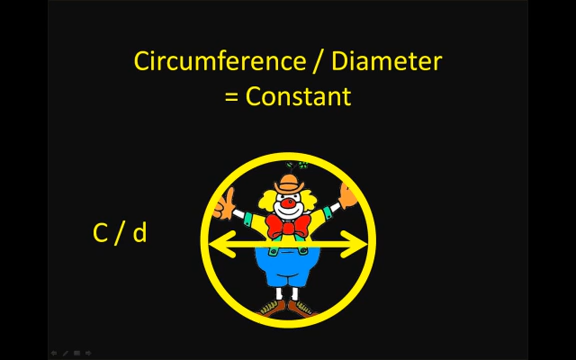 Circumference / Diameter
= Constant
C / d